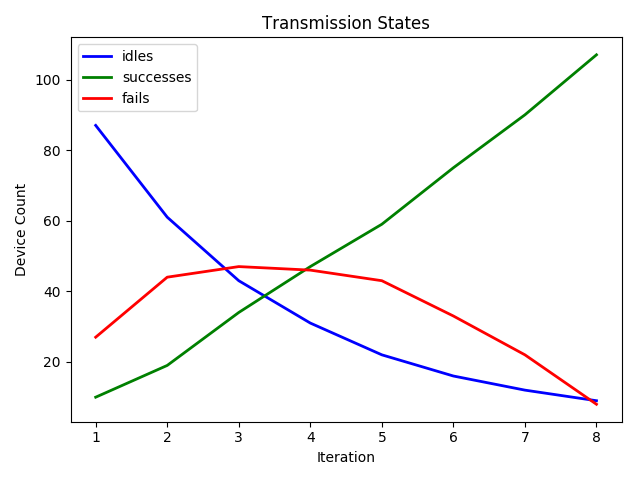 Transmission States
idles
successes
fails
Device Count
100
80
60
40
20
1 2 3 4 5 6 7 8
Iteration